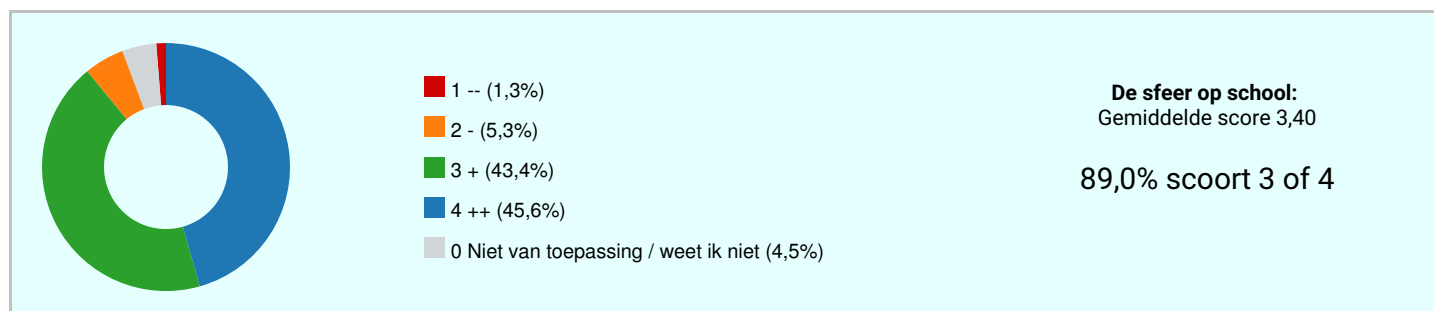 1 -- (1,3%)
2 - (5,3%)
3 + (43,4%)
4 ++ (45,6%)
0 Niet van toepassing / weet ik niet (4,5%)
De sfeer op school:
Gemiddelde score 3,40
89,0% scoort 3 of 4